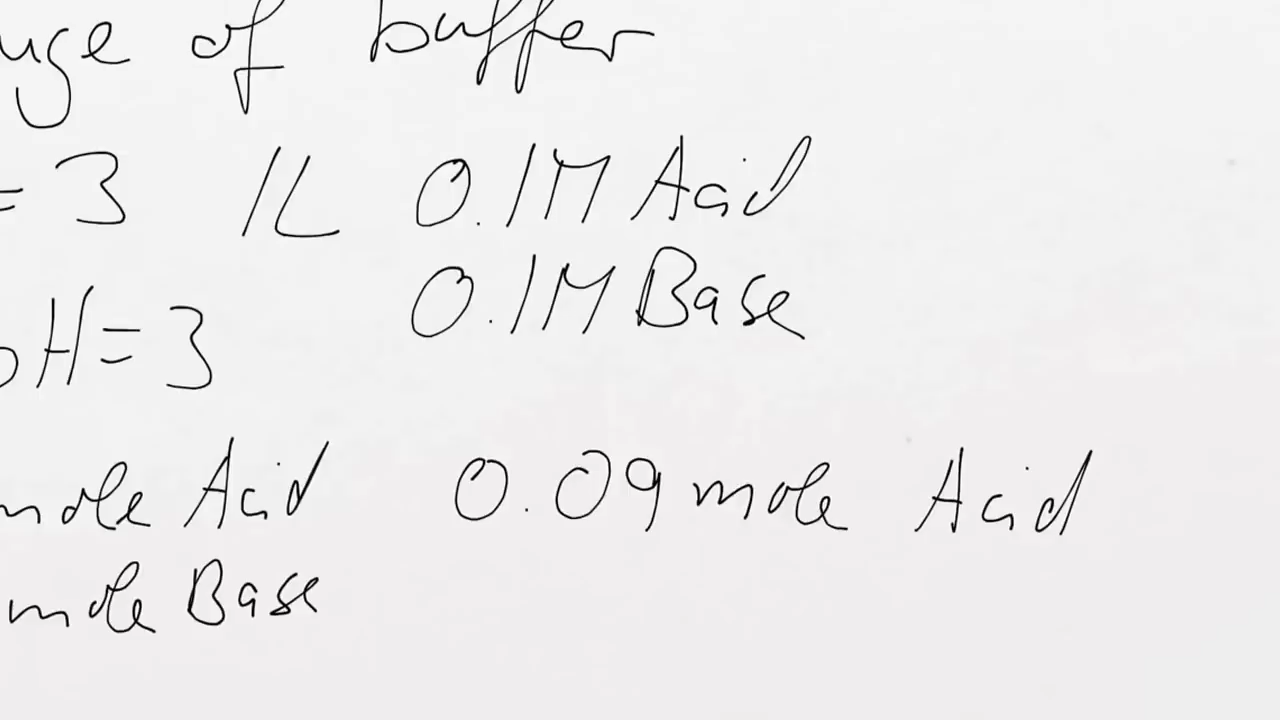 of buffer
= 3 1L 0.1M Acid
0.1M Base
pH = 3
mole Acid 0.09 mole Acid
mole Base